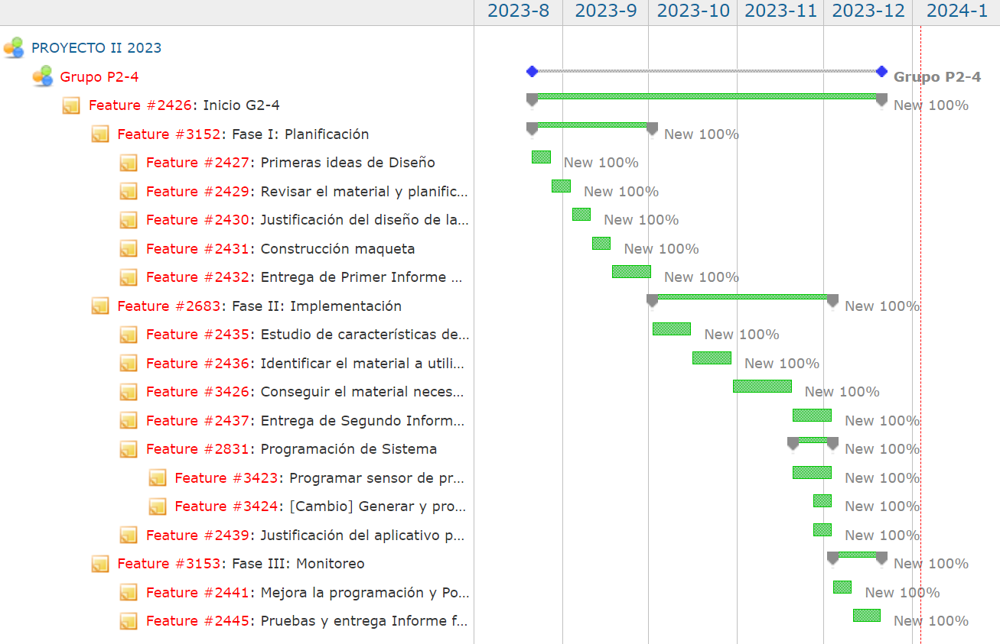 2023-8 2023-9 2023-10 2023-11 2023-12 2024-1
PROYECTO II 2023
Grupo P2-4 Grupo P2-4
Feature #2426: Inicio G2-4 New 100%
Feature #3152: Fase I: Planificación New 100%
Feature #2427: Primeras ideas de Diseño New 100%
Feature #2429: Revisar el material y planific... New 100%
Feature #2430: Justificación del diseño de la... New 100%
Feature #2431: Construcción maqueta New 100%
Feature #2432: Entrega de Primer Informe ... New 100%
Feature #2683: Fase II: Implementación New 100%
Feature #2435: Estudio de características de... New 100%
Feature #2436: Identificar el material a utili... New 100%
Feature #3426: Conseguir el material neces... New 100%
Feature #2437: Entrega de Segundo Inform... New 100%
Feature #2831: Programación de Sistema New 100%
Feature #3423: Programar sensor de pr... New 100%
Feature #3424: [Cambio] Generar y pro... New 100%
Feature #2439: Justificación del aplicativo p... New 100%
Feature #3153: Fase III: Monitoreo New 100%
Feature #2441: Mejora la programación y Po... New 100%
Feature #2445: Pruebas y entrega Informe f... New 100%